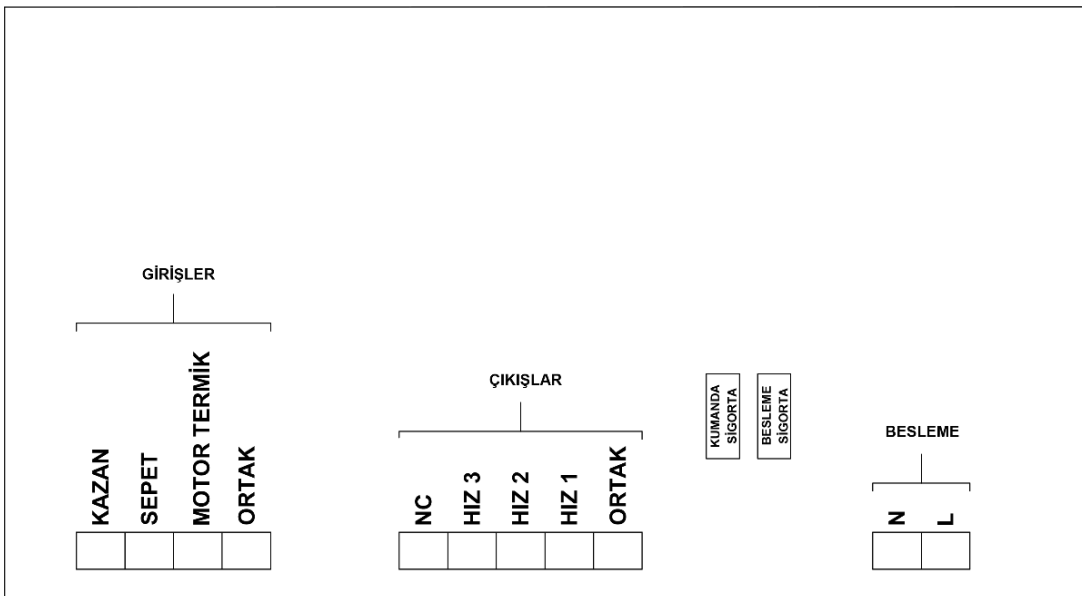 GİRİŞLER
KAZAN
SEPET
MOTOR TERMİK
ORTAK
ÇIKIŞLAR
NC
HIZ 3
HIZ 2
HIZ 1
ORTAK
KUMANDA
SİGORTA
BESLEME
SİGORTA
BESLEME
N
L